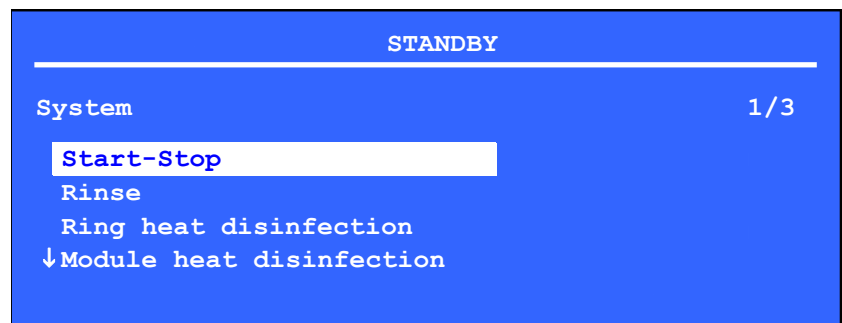 STANDBY
System 1/3
Start-Stop
Rinse
Ring heat disinfection
↓Module heat disinfection